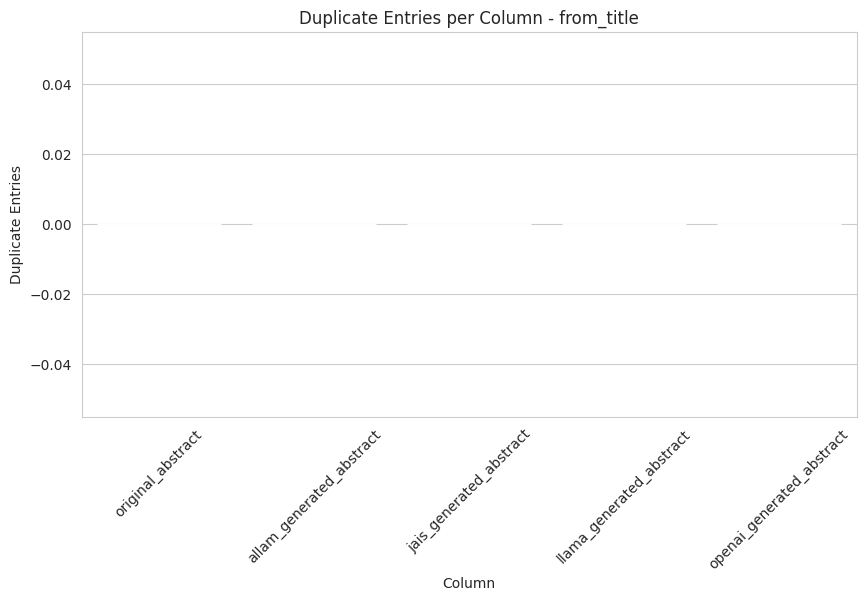 Duplicate Entries per Column - from_title
Duplicate Entries
0.04
0.02
0.00
−0.02
−0.04
original_abstract
allam_generated_abstract
jais_generated_abstract
llama_generated_abstract
openai_generated_abstract
Column